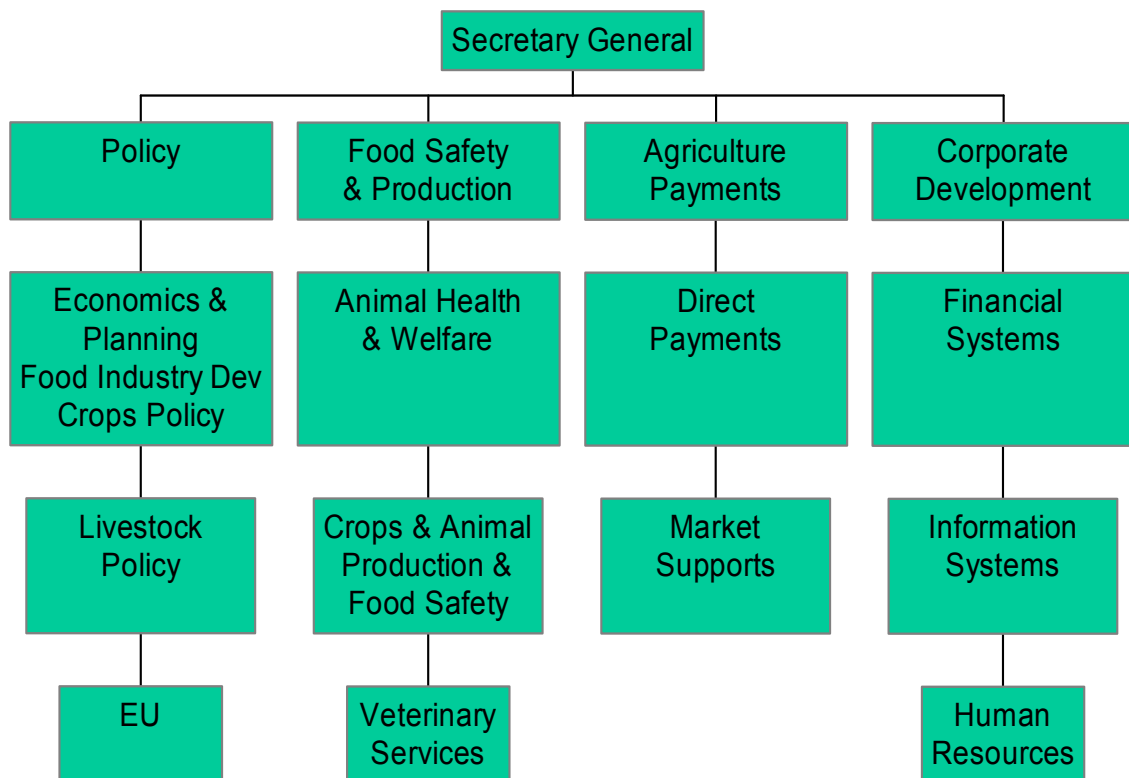 Secretary General
Policy
Food Safety
& Production
Agriculture
Payments
Corporate
Development
Economics &
Planning
Food Industry Dev
Crops Policy
Animal Health
& Welfare
Direct
Payments
Financial
Systems
Livestock
Policy
Crops & Animal
Production &
Food Safety
Market
Supports
Information
Systems
EU
Veterinary
Services
Human
Resources